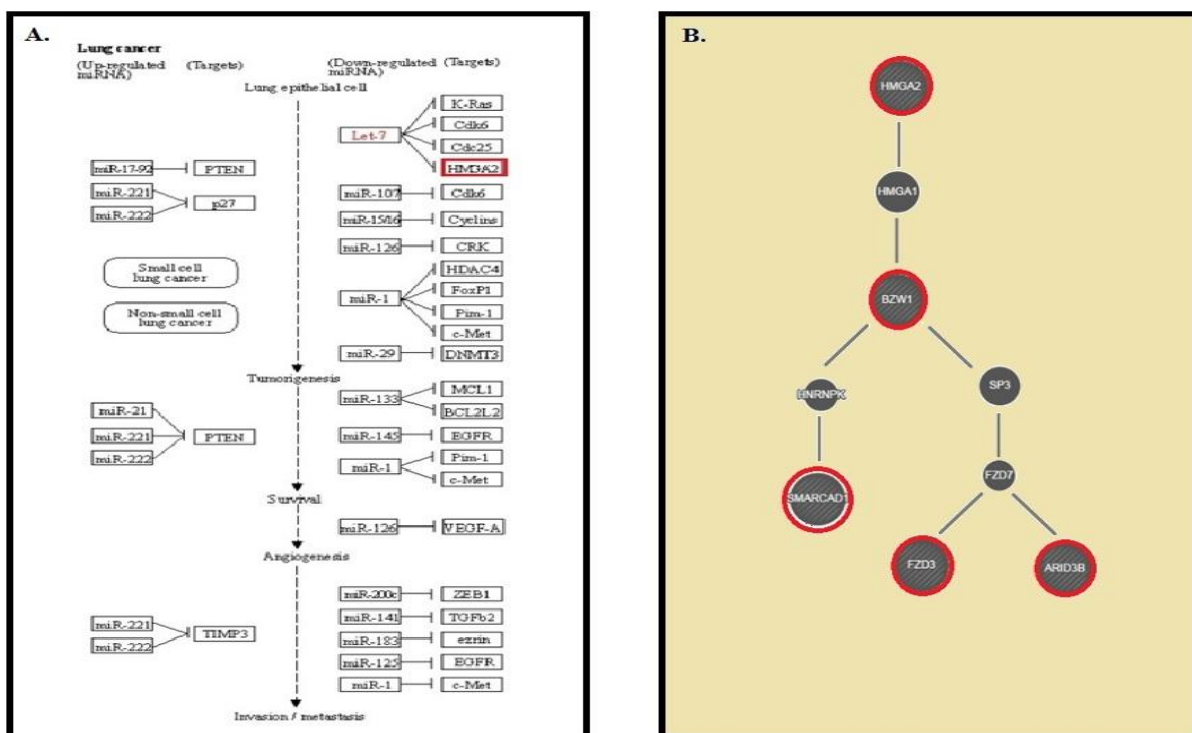 A.
Lung cancer
(Up-regulated miRNA)
(Targets)
(Down-regulated miRNA)
(Targets)
Lung epithelial cell
Let-7
K-Ras
Cdk6
Cdc25
HMGA2
miR-17-92
PTEN
miR-221
miR-222
p27
miR-107
Cdk6
miR-15/16
Cyclins
miR-126
CRK
Small cell
lung cancer
Non-small cell
lung cancer
miR-1
HDAC4
FoxP1
Pim-1
c-Met
miR-29
DNMT3
Tumorigenesis
miR-133
MCL1
BCL2L2
miR-21
miR-221
miR-222
PTEN
miR-145
EGFR
miR-1
Pim-1
c-Met
Survival
miR-126
VEGF-A
Angiogenesis
miR-200c
ZEB1
miR-141
TGFb2
miR-221
miR-222
TIMP3
miR-183
ezrin
miR-125
EGFR
miR-1
c-Met
Invasion / metastasis
B.
HMGA2
HMGA1
BZW1
HNRNPK
SP3
SMARCAD1
FZD7
FZD3
ARID3B